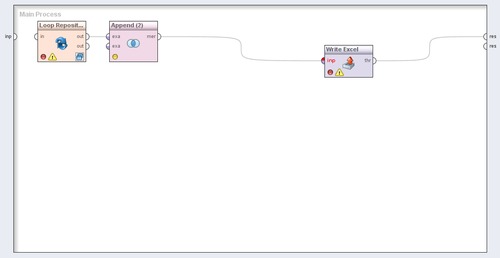 Main Process
Loop Reposit...
Append (2)
inp
in
out
exa
mer
res
out
exa
res
Write Excel
inp
thr